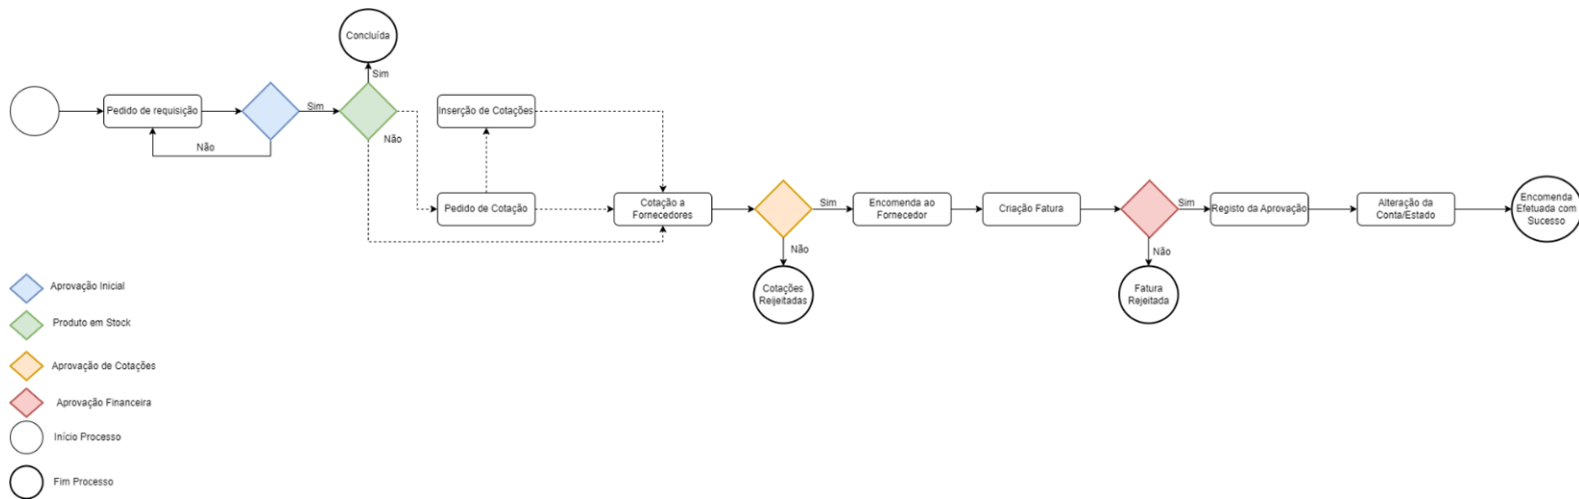 Concluída
Sim
Pedido de requisição
Sim
Não
Não
Inserção de Cotações
Pedido de Cotação
Cotação a
Fornecedores
Sim
Não
Cotações
Reijeitadas
Encomenda ao
Fornecedor
Criação Fatura
Sim
Não
Fatura
Rejeitada
Registo da Aprovação
Alteração da
Conta/Estado
Encomenda
Efetuada com
Sucesso
Aprovação Inicial
Produto em Stock
Aprovação de Cotações
Aprovação Financeira
Início Processo
Fim Processo